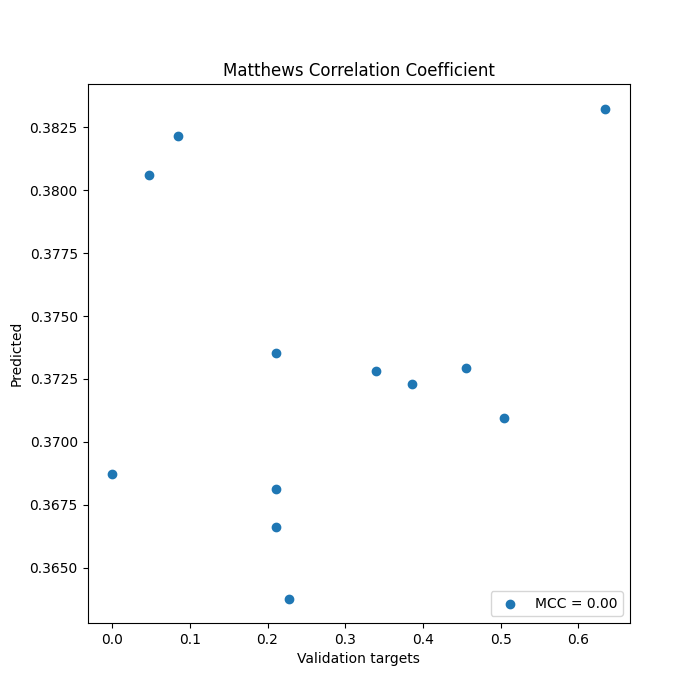 Matthews Correlation Coefficient
0.3825
0.3800
0.3775
0.3750
0.3725
0.3700
0.3675
0.3650
Predicted
MCC = 0.00
0.0 0.1 0.2 0.3 0.4 0.5 0.6
Validation targets